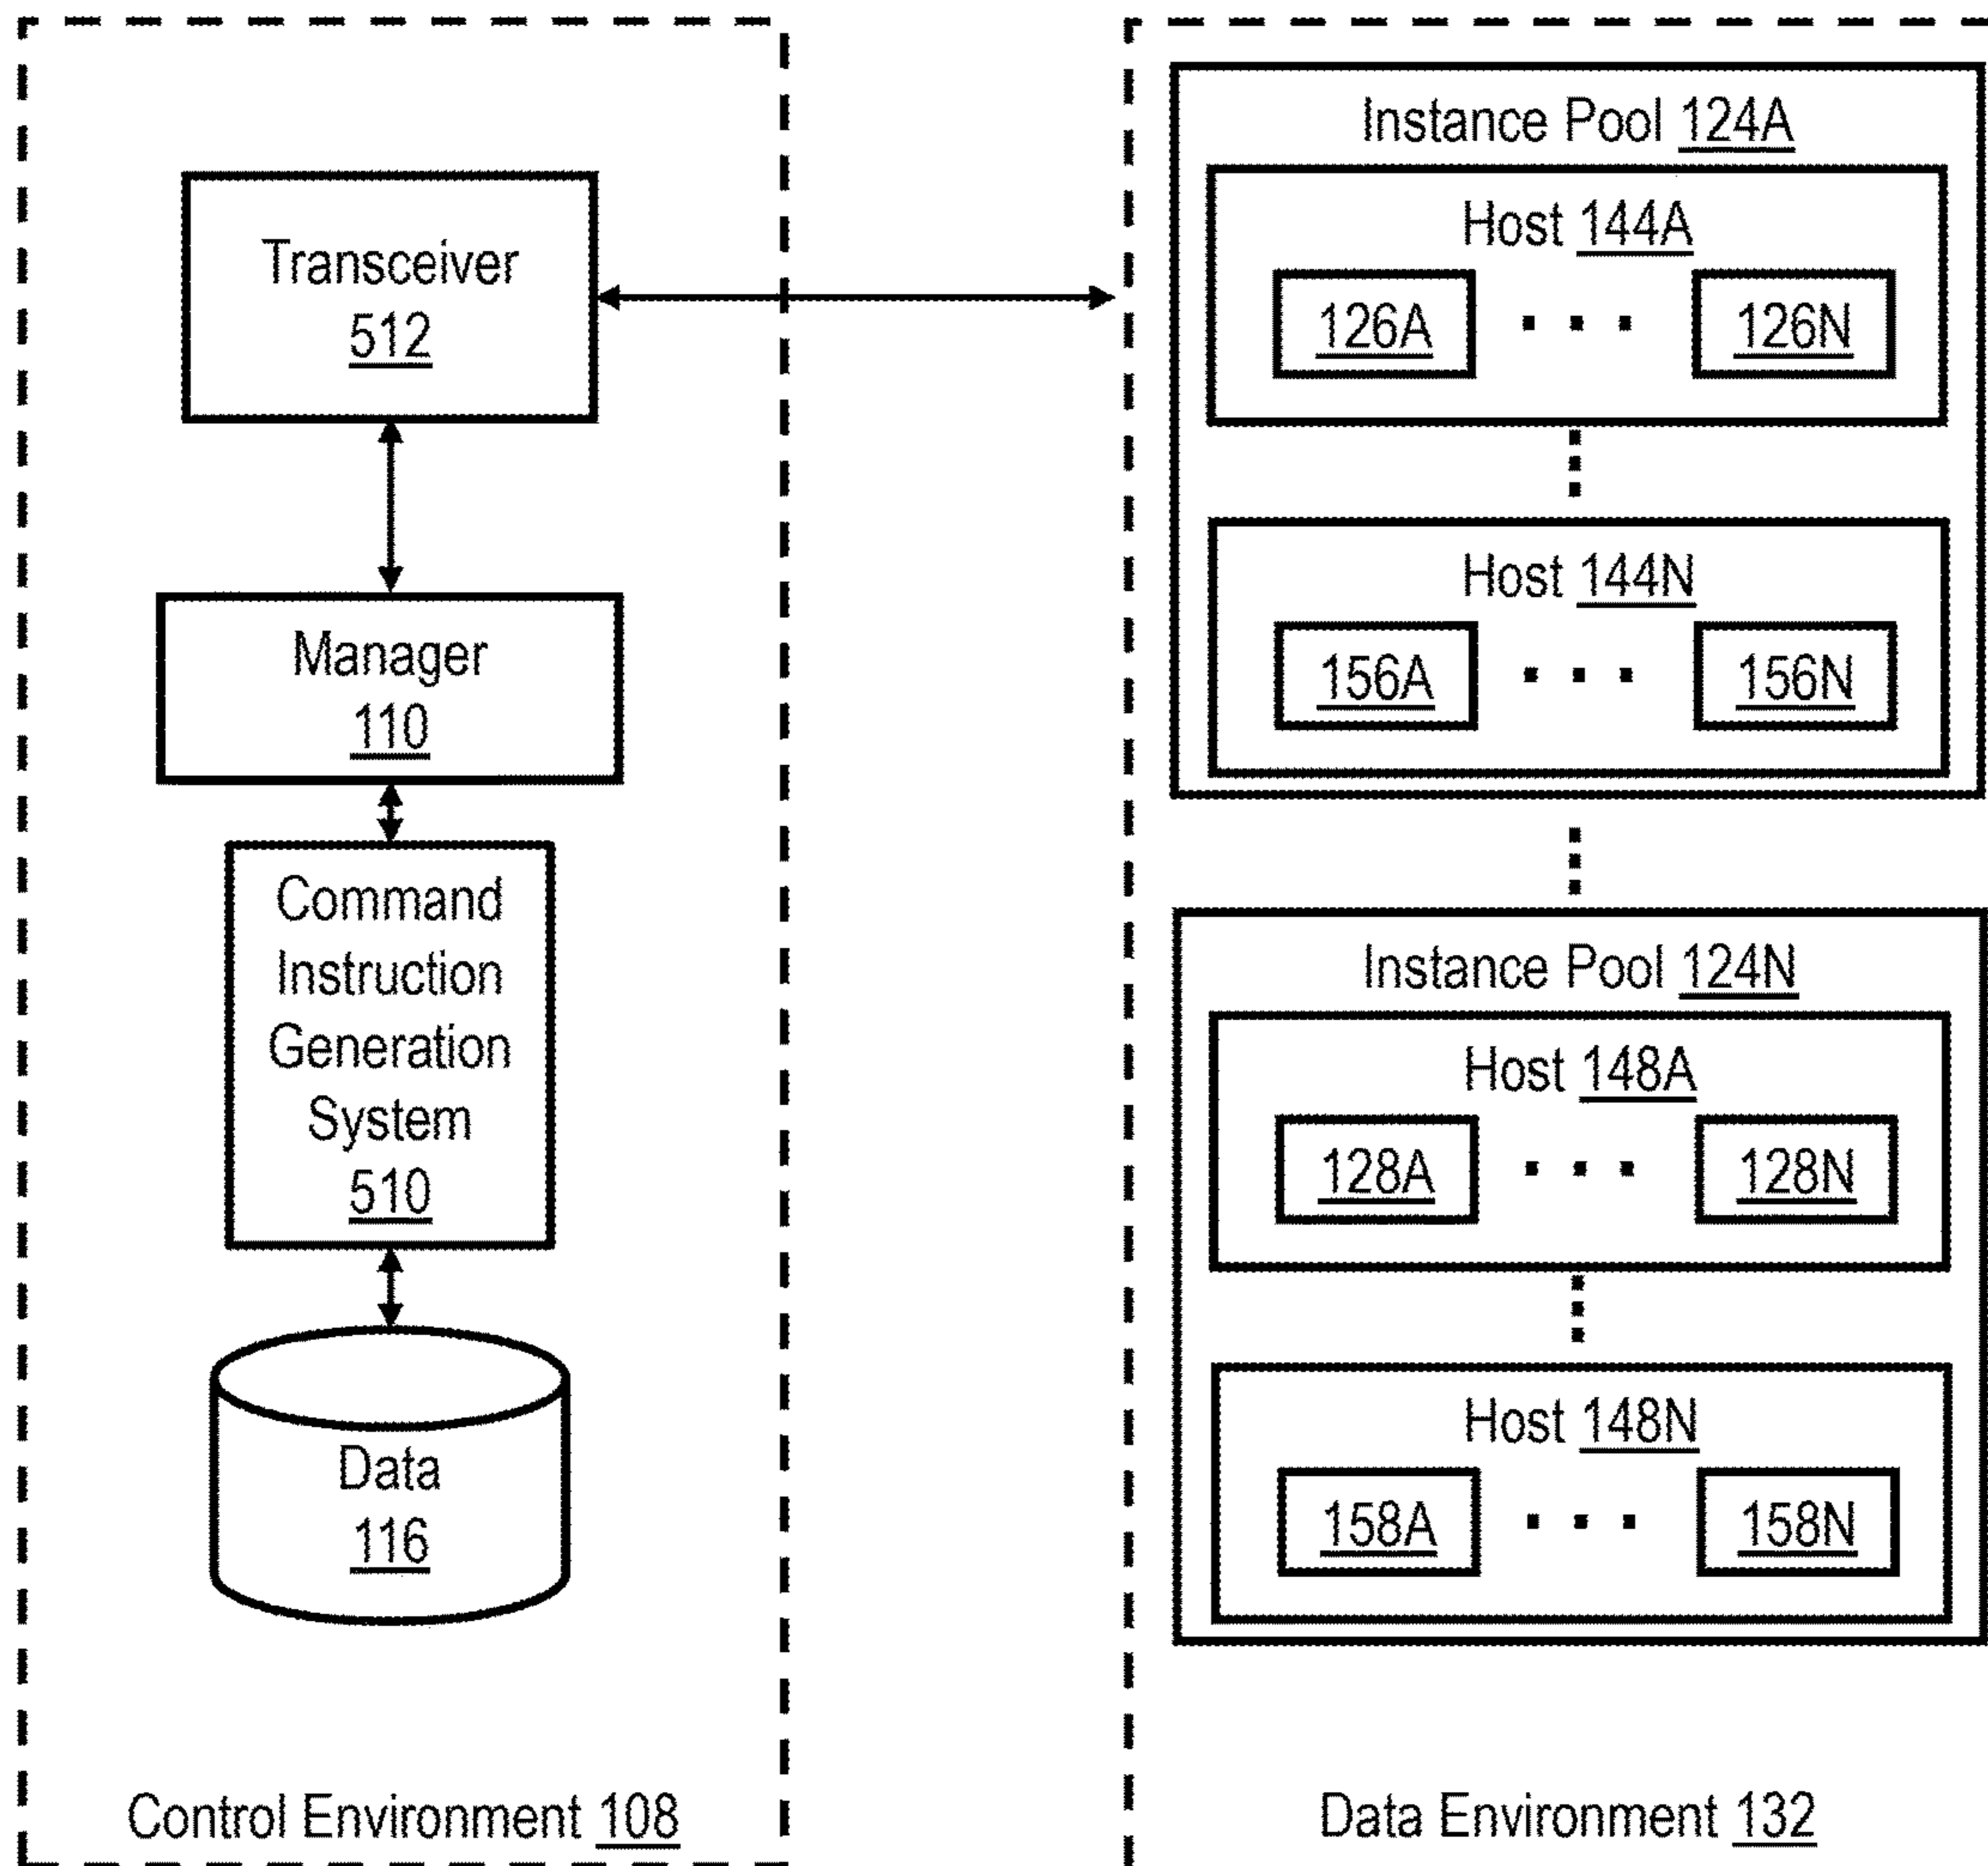 Transceiver
512
Manager
110
Command
Instruction
Generation
System
510
Data
116
Control Environment 108
Instance Pool 124A
Host 144A
126A
126N
Host 144N
156A
156N
Instance Pool 124N
Host 148A
128A
128N
Host 148N
158A
158N
Data Environment 132